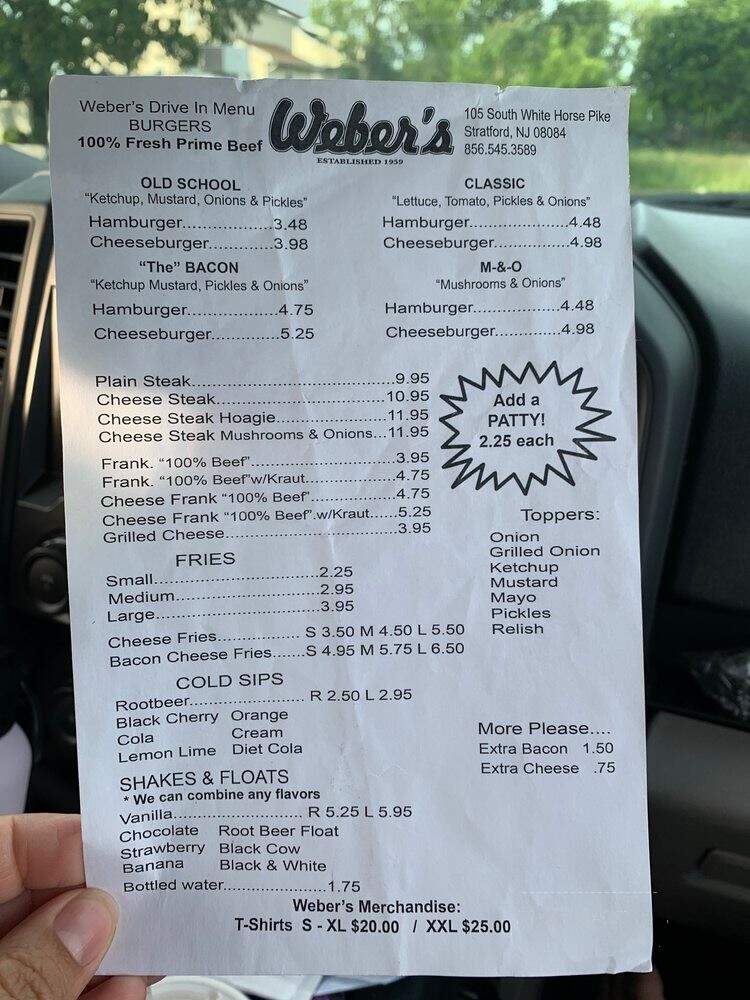 Weber's Drive In Menu
BURGERS
100% Fresh Prime Beef
Weber's
ESTABLISHED 1959
105 South White Horse Pike
Stratford, NJ 08084
856.545.3589
OLD SCHOOL
"Ketchup, Mustard, Onions & Pickles"
Hamburger..................3.48
Cheeseburger.............3.98
CLASSIC
"Lettuce, Tomato, Pickles & Onions"
Hamburger..................4.48
Cheeseburger.............4.98
"The" BACON
"Ketchup Mustard, Pickles & Onions"
Hamburger..................4.75
Cheeseburger.............5.25
M-&-O
"Mushrooms & Onions"
Hamburger..................4.48
Cheeseburger.............4.98
Plain Steak.....................................9.95
Cheese Steak...............................10.95
Cheese Steak Hoagie....................11.95
Cheese Steak Mushrooms & Onions...11.95
Add a
PATTY!
2.25 each
Frank. "100% Beef"..........................3.95
Frank. "100% Beef"w/Kraut..............4.75
Cheese Frank "100% Beef"...............4.75
Cheese Frank "100% Beef".w/Kraut......5.25
Grilled Cheese...............................3.95
Toppers:
Onion
Grilled Onion
Ketchup
Mustard
Mayo
Pickles
Relish
FRIES
Small..................................2.25
Medium..............................2.95
Large.................................3.95
Cheese Fries................. S 3.50 M 4.50 L 5.50
Bacon Cheese Fries.......S 4.95 M 5.75 L 6.50
COLD SIPS
Rootbeer........................ R 2.50 L 2.95
Black Cherry Orange
Cola Cream
Lemon Lime Diet Cola
More Please....
Extra Bacon 1.50
Extra Cheese .75
SHAKES & FLOATS
* We can combine any flavors
Vanilla........................... R 5.25 L 5.95
Chocolate Root Beer Float
Strawberry Black Cow
Banana Black & White
Bottled water.....................1.75
Weber's Merchandise:
T-Shirts S - XL $20.00 / XXL $25.00